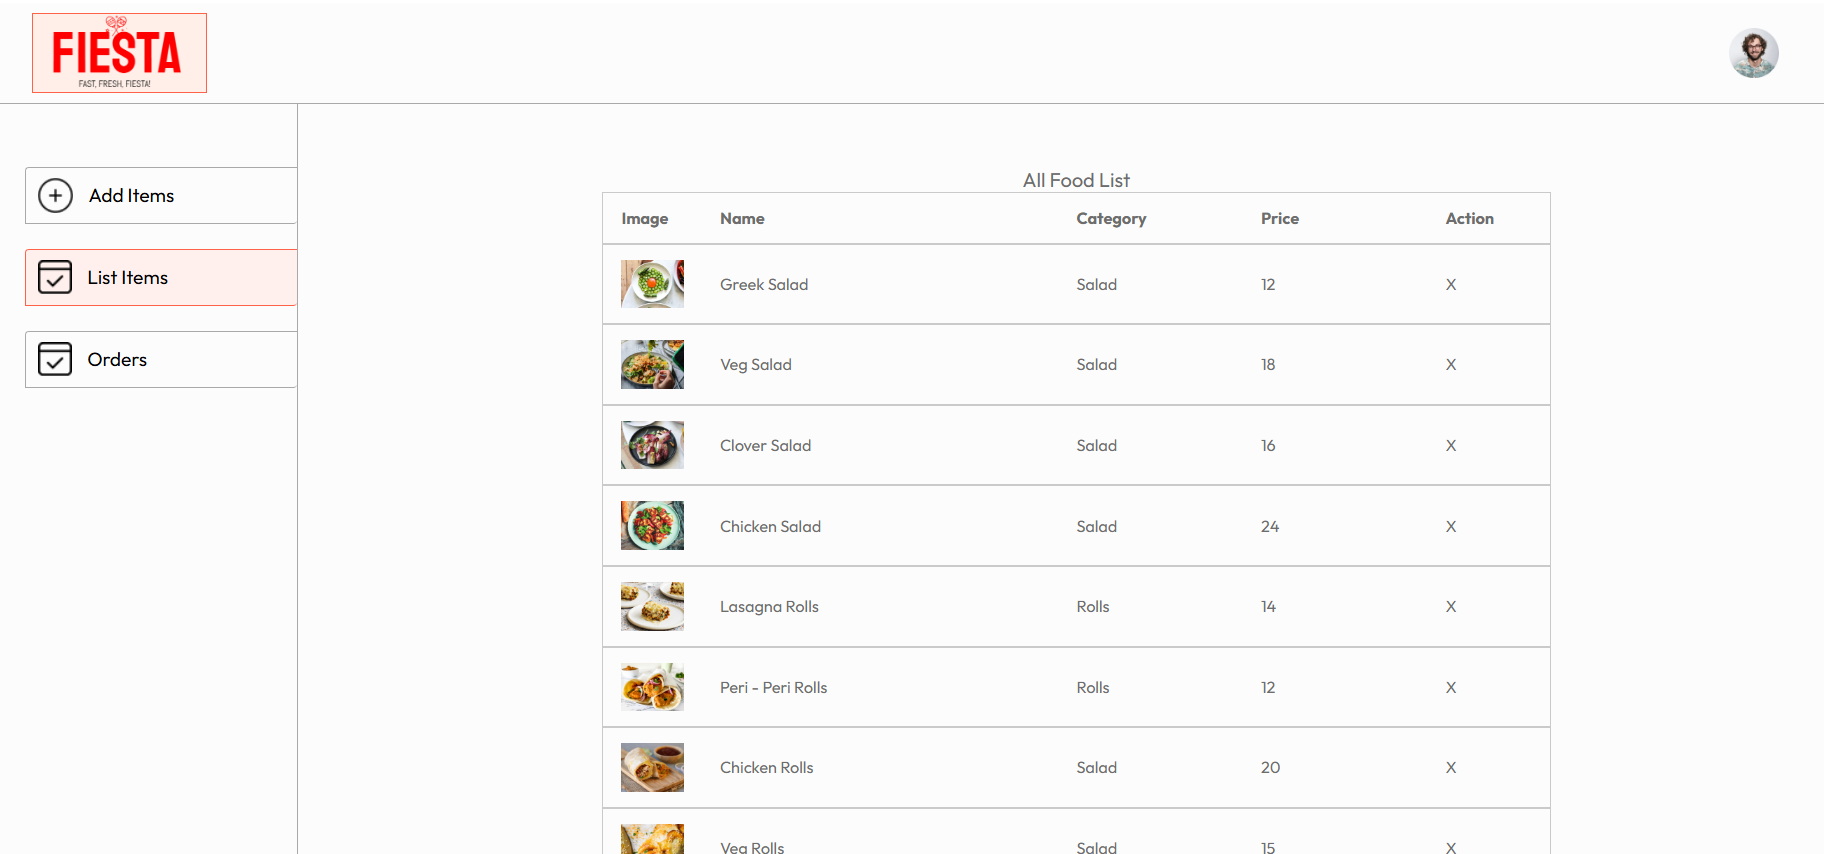 FIESTA
FAST, FRESH, FIESTA!
Add Items
List Items
Orders
All Food List
Image Name Category Price Action
Greek Salad Salad 12 X
Veg Salad Salad 18 X
Clover Salad Salad 16 X
Chicken Salad Salad 24 X
Lasagna Rolls Rolls 14 X
Peri - Peri Rolls Rolls 12 X
Chicken Rolls Salad 20 X
Veg Rolls Salad 15 X